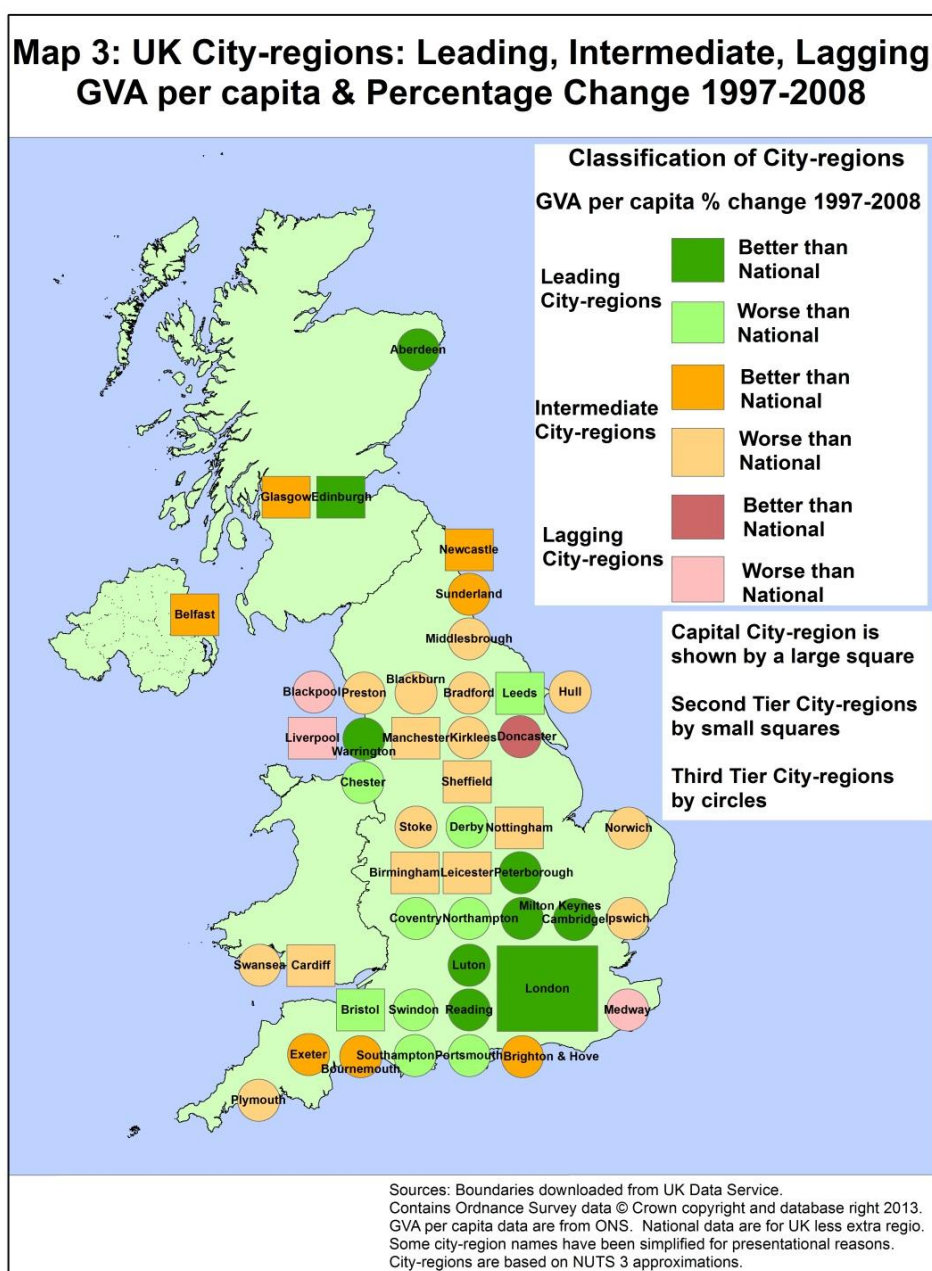 Map 3: UK City-regions: Leading, Intermediate, Lagging
GVA per capita & Percentage Change 1997-2008
Classification of City-regions
GVA per capita % change 1997-2008
Leading
City-regions
Better than
National
Worse than
National
Intermediate
City-regions
Better than
National
Worse than
National
Lagging
City-regions
Better than
National
Worse than
National
Capital City-region is
shown by a large square
Second Tier City-regions
by small squares
Third Tier City-regions
by circles
Aberdeen
Glasgow
Edinburgh
Newcastle
Sunderland
Belfast
Middlesbrough
Blackpool
Preston
Blackburn
Bradford
Leeds
Hull
Liverpool
Warrington
Manchester
Kirklees
Doncaster
Chester
Sheffield
Stoke
Derby
Nottingham
Norwich
Birmingham
Leicester
Peterborough
Coventry
Northampton
Milton Keynes
Cambridge
Ipswich
Swansea
Cardiff
Luton
London
Bristol
Swindon
Reading
Medway
Exeter
Bournemouth
Southampton
Portsmouth
Brighton & Hove
Plymouth
Sources: Boundaries downloaded from UK Data Service.
Contains Ordnance Survey data © Crown copyright and database right 2013.
GVA per capita data are from ONS. National data are for UK less extra regio.
Some city-region names have been simplified for presentational reasons.
City-regions are based on NUTS 3 approximations.